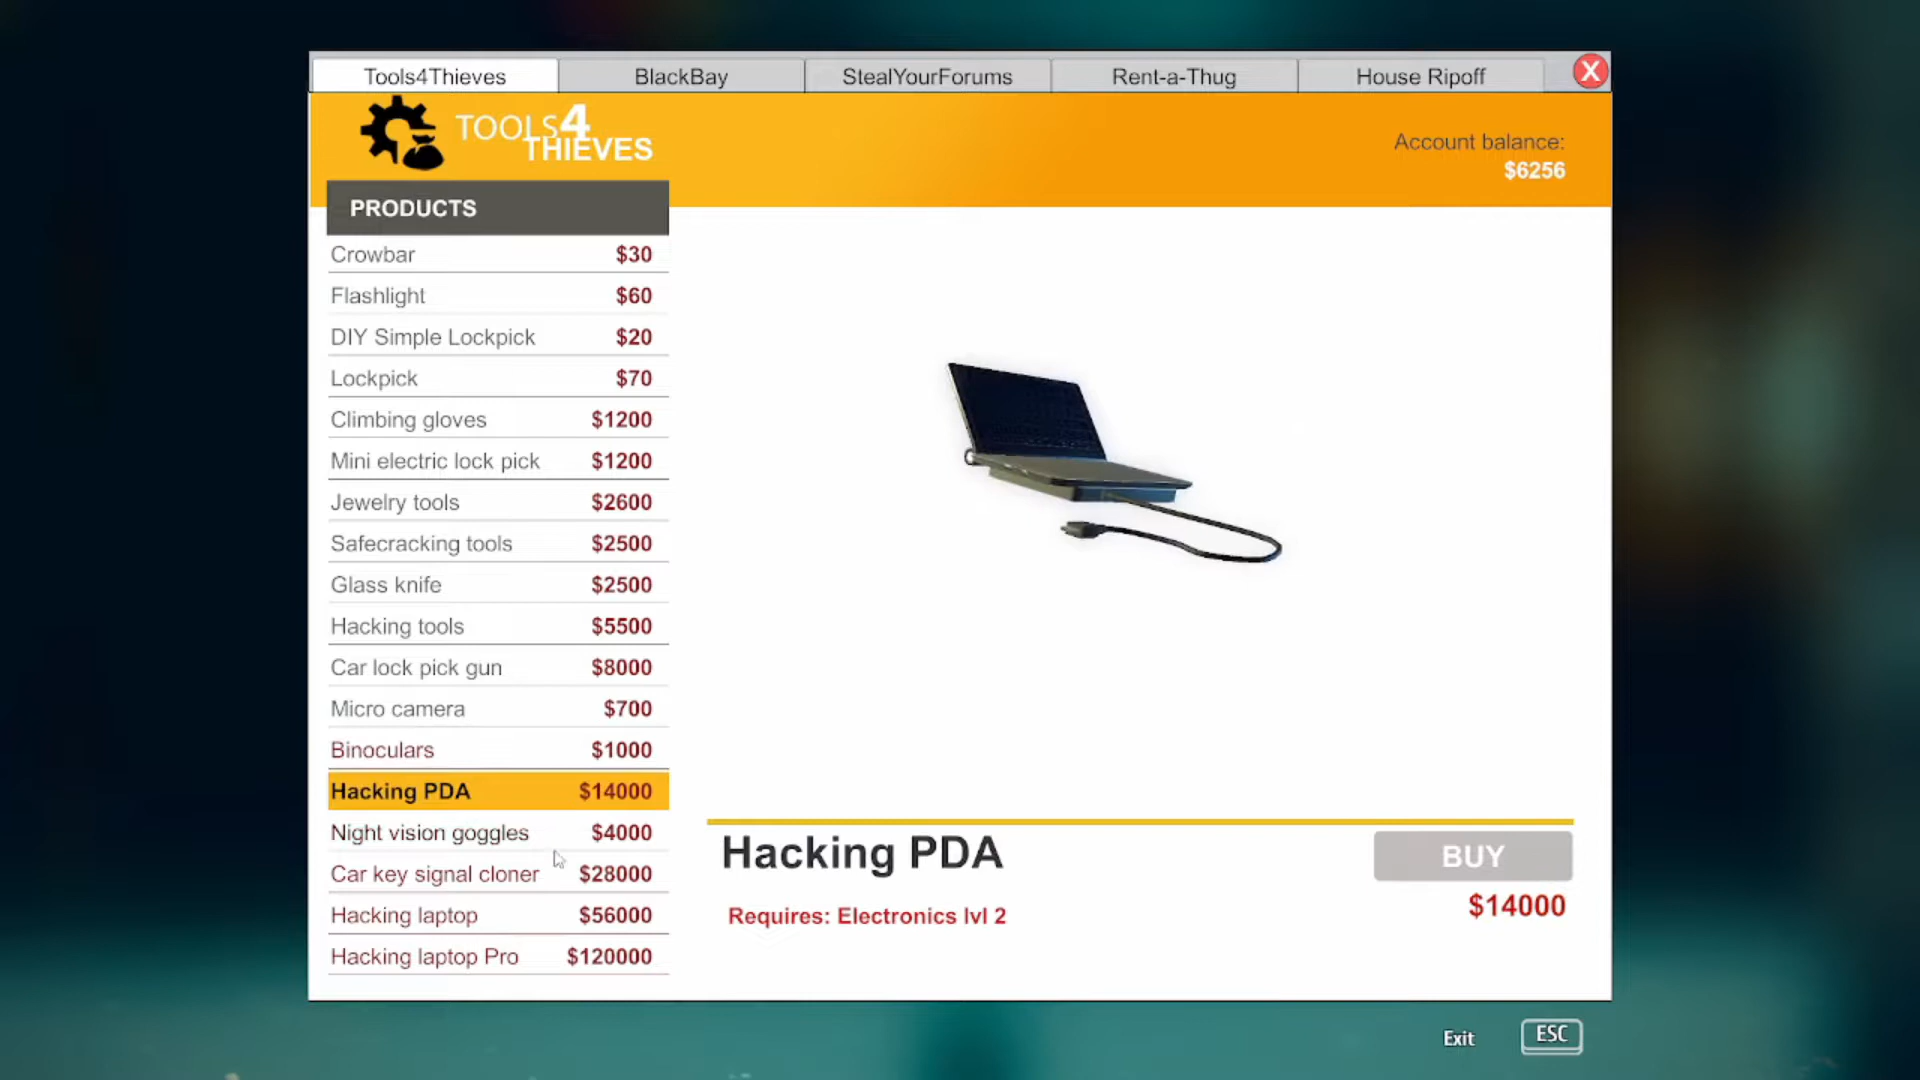 Tools4Thieves
BlackBay
StealYourForums
Rent-a-Thug
House Ripoff
X
TOOLS4
THIEVES
Account balance:
$6256
PRODUCTS
Crowbar $30
Flashlight $60
DIY Simple Lockpick $20
Lockpick $70
Climbing gloves $1200
Mini electric lock pick $1200
Jewelry tools $2600
Safecracking tools $2500
Glass knife $2500
Hacking tools $5500
Car lock pick gun $8000
Micro camera $700
Binoculars $1000
Hacking PDA $14000
Night vision goggles $4000
Car key signal cloner $28000
Hacking laptop $56000
Hacking laptop Pro $120000
Hacking PDA
BUY
$14000
Requires: Electronics lvl 2
Exit ESC